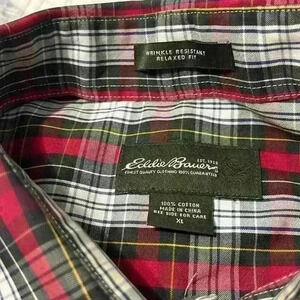 WRINKLE RESISTANT
RELAXED FIT
Eddie Bauer
EST. 1920
FINEST QUALITY CLOTHING 100% GUARANTEED
100% COTTON
MADE IN CHINA
SEE SIDE FOR CARE
XL